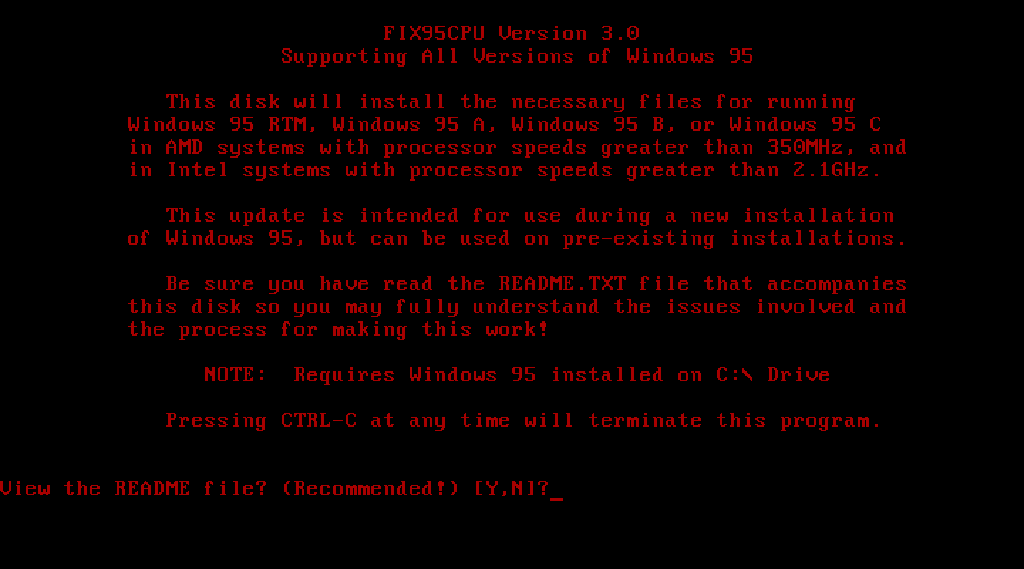 FIX95CPU Version 3.0
Supporting All Versions of Windows 95
This disk will install the necessary files for running
Windows 95 RTM, Windows 95 A, Windows 95 B, or Windows 95 C
in AMD systems with processor speeds greater than 350MHz, and
in Intel systems with processor speeds greater than 2.1GHz.
This update is intended for use during a new installation
of Windows 95, but can be used on pre-existing installations.
Be sure you have read the README.TXT file that accompanies
this disk so you may fully understand the issues involved and
the process for making this work!
NOTE:  Requires Windows 95 installed on C:\ Drive
Pressing CTRL-C at any time will terminate this program.
View the README file? (Recommended!) [Y,N]?_